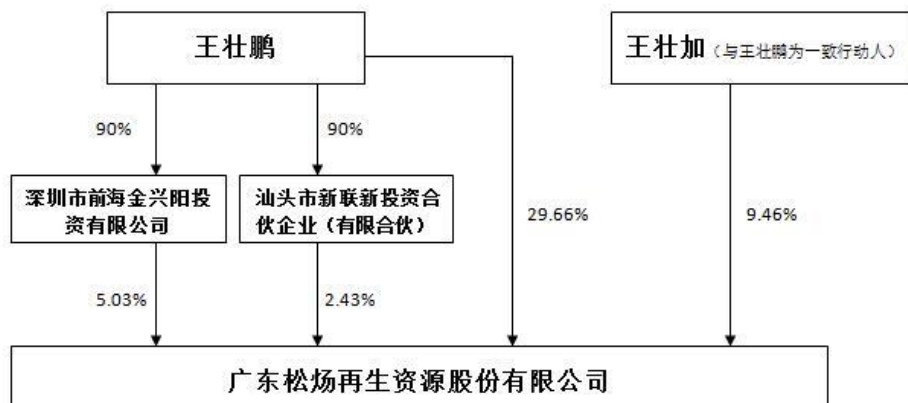 王壮鹏
王壮加（与王壮鹏为一致行动人）
90%
90%
深圳市前海金兴阳投
资有限公司
汕头市新联新投资合
伙企业（有限合伙）
29.66%
9.46%
5.03%
2.43%
广东松炀再生资源股份有限公司